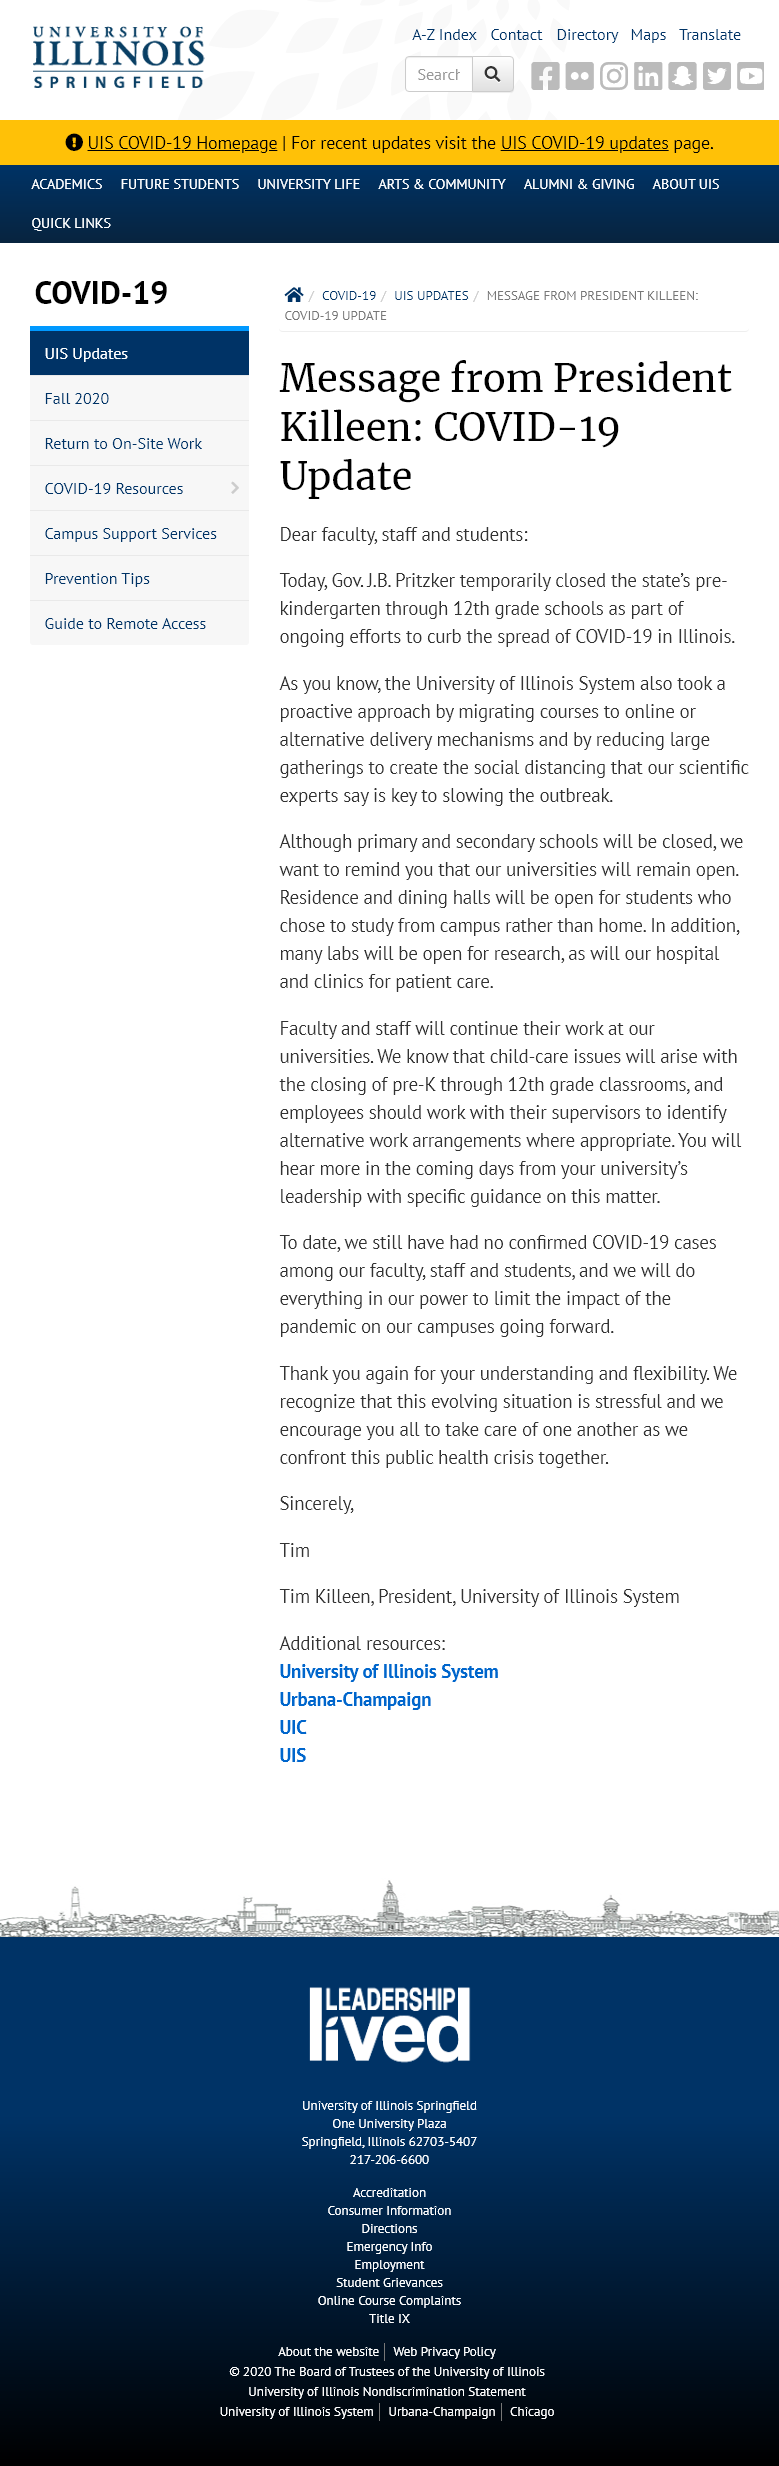 UNIVERSITY OF
ILLINOIS
SPRINGFIELD
A-Z Index Contact Directory Maps Translate
Search
UIS COVID-19 Homepage | For recent updates visit the UIS COVID-19 updates page.
ACADEMICS FUTURE STUDENTS UNIVERSITY LIFE ARTS & COMMUNITY ALUMNI & GIVING ABOUT UIS
QUICK LINKS
COVID-19
UIS Updates
Fall 2020
Return to On-Site Work
COVID-19 Resources
Campus Support Services
Prevention Tips
Guide to Remote Access
/ COVID-19 / UIS UPDATES / MESSAGE FROM PRESIDENT KILLEEN:
COVID-19 UPDATE
Message from President
Killeen: COVID-19
Update
Dear faculty, staff and students:
Today, Gov. J.B. Pritzker temporarily closed the state’s pre-
kindergarten through 12th grade schools as part of
ongoing efforts to curb the spread of COVID-19 in Illinois.
As you know, the University of Illinois System also took a
proactive approach by migrating courses to online or
alternative delivery mechanisms and by reducing large
gatherings to create the social distancing that our scientific
experts say is key to slowing the outbreak.
Although primary and secondary schools will be closed, we
want to remind you that our universities will remain open.
Residence and dining halls will be open for students who
chose to study from campus rather than home. In addition,
many labs will be open for research, as will our hospital
and clinics for patient care.
Faculty and staff will continue their work at our
universities. We know that child-care issues will arise with
the closing of pre-K through 12th grade classrooms, and
employees should work with their supervisors to identify
alternative work arrangements where appropriate. You will
hear more in the coming days from your university’s
leadership with specific guidance on this matter.
To date, we still have had no confirmed COVID-19 cases
among our faculty, staff and students, and we will do
everything in our power to limit the impact of the
pandemic on our campuses going forward.
Thank you again for your understanding and flexibility. We
recognize that this evolving situation is stressful and we
encourage you all to take care of one another as we
confront this public health crisis together.
Sincerely,
Tim
Tim Killeen, President, University of Illinois System
Additional resources:
University of Illinois System
Urbana-Champaign
UIC
UIS
LEADERSHIP
lived
University of Illinois Springfield
One University Plaza
Springfield, Illinois 62703-5407
217-206-6600
Accreditation
Consumer Information
Directions
Emergency Info
Employment
Student Grievances
Online Course Complaints
Title IX
About the website | Web Privacy Policy
© 2020 The Board of Trustees of the University of Illinois
University of Illinois Nondiscrimination Statement
University of Illinois System | Urbana-Champaign | Chicago